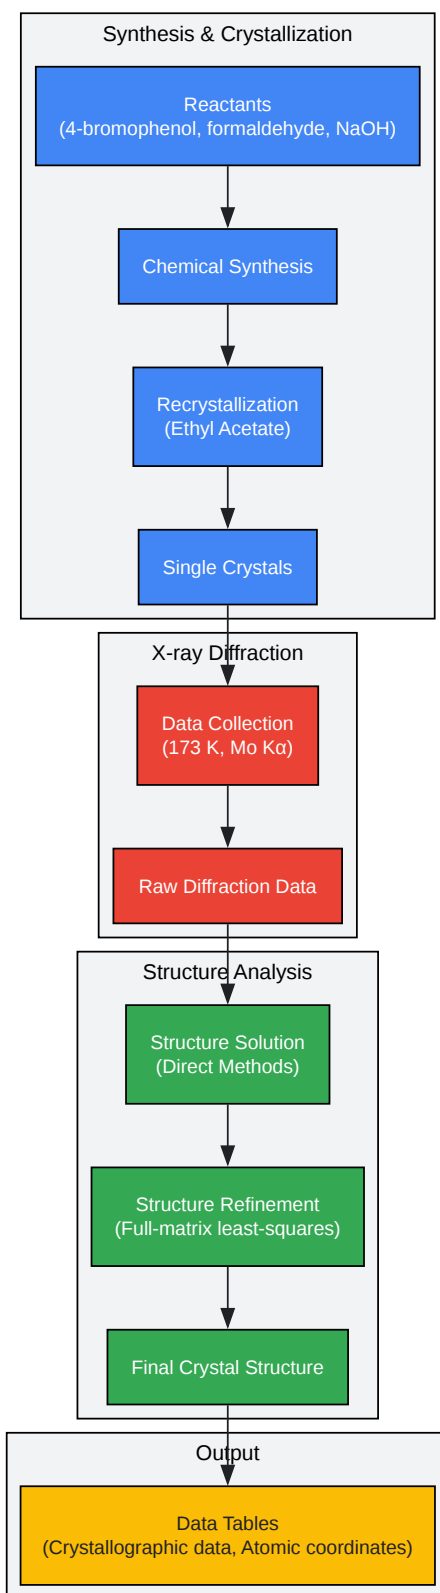 Synthesis & Crystallization
Reactants
(4-bromophenol, formaldehyde, NaOH)
Chemical Synthesis
Recrystallization
(Ethyl Acetate)
Single Crystals
X-ray Diffraction
Data Collection
(173 K, Mo Kα)
Raw Diffraction Data
Structure Analysis
Structure Solution
(Direct Methods)
Structure Refinement
(Full-matrix least-squares)
Final Crystal Structure
Output
Data Tables
(Crystallographic data, Atomic coordinates)